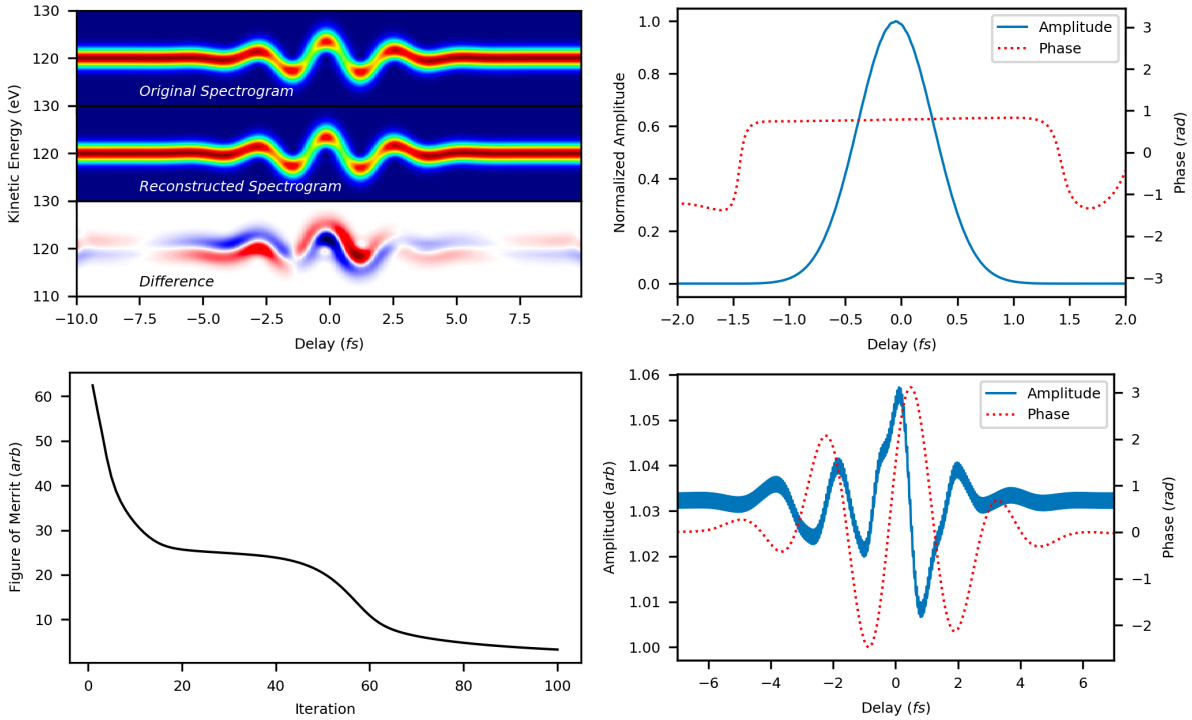 130
120
Original Spectrogram
130
120
Reconstructed Spectrogram
130
120
Difference
110
Kinetic Energy (eV)
−10.0 −7.5 −5.0 −2.5 0.0 2.5 5.0 7.5
Delay (fs)
1.0
0.8
0.6
0.4
0.2
0.0
Normalized Amplitude
Amplitude
Phase
3
2
1
0
−1
−2
−3
Phase (rad)
−2.0 −1.5 −1.0 −0.5 0.0 0.5 1.0 1.5 2.0
Delay (fs)
60
50
40
30
20
10
Figure of Merrit (arb)
0 20 40 60 80 100
Iteration
1.06
1.05
1.04
1.03
1.02
1.01
1.00
Amplitude (arb)
Amplitude
Phase
3
2
1
0
−1
−2
Phase (rad)
−6 −4 −2 0 2 4 6
Delay (fs)